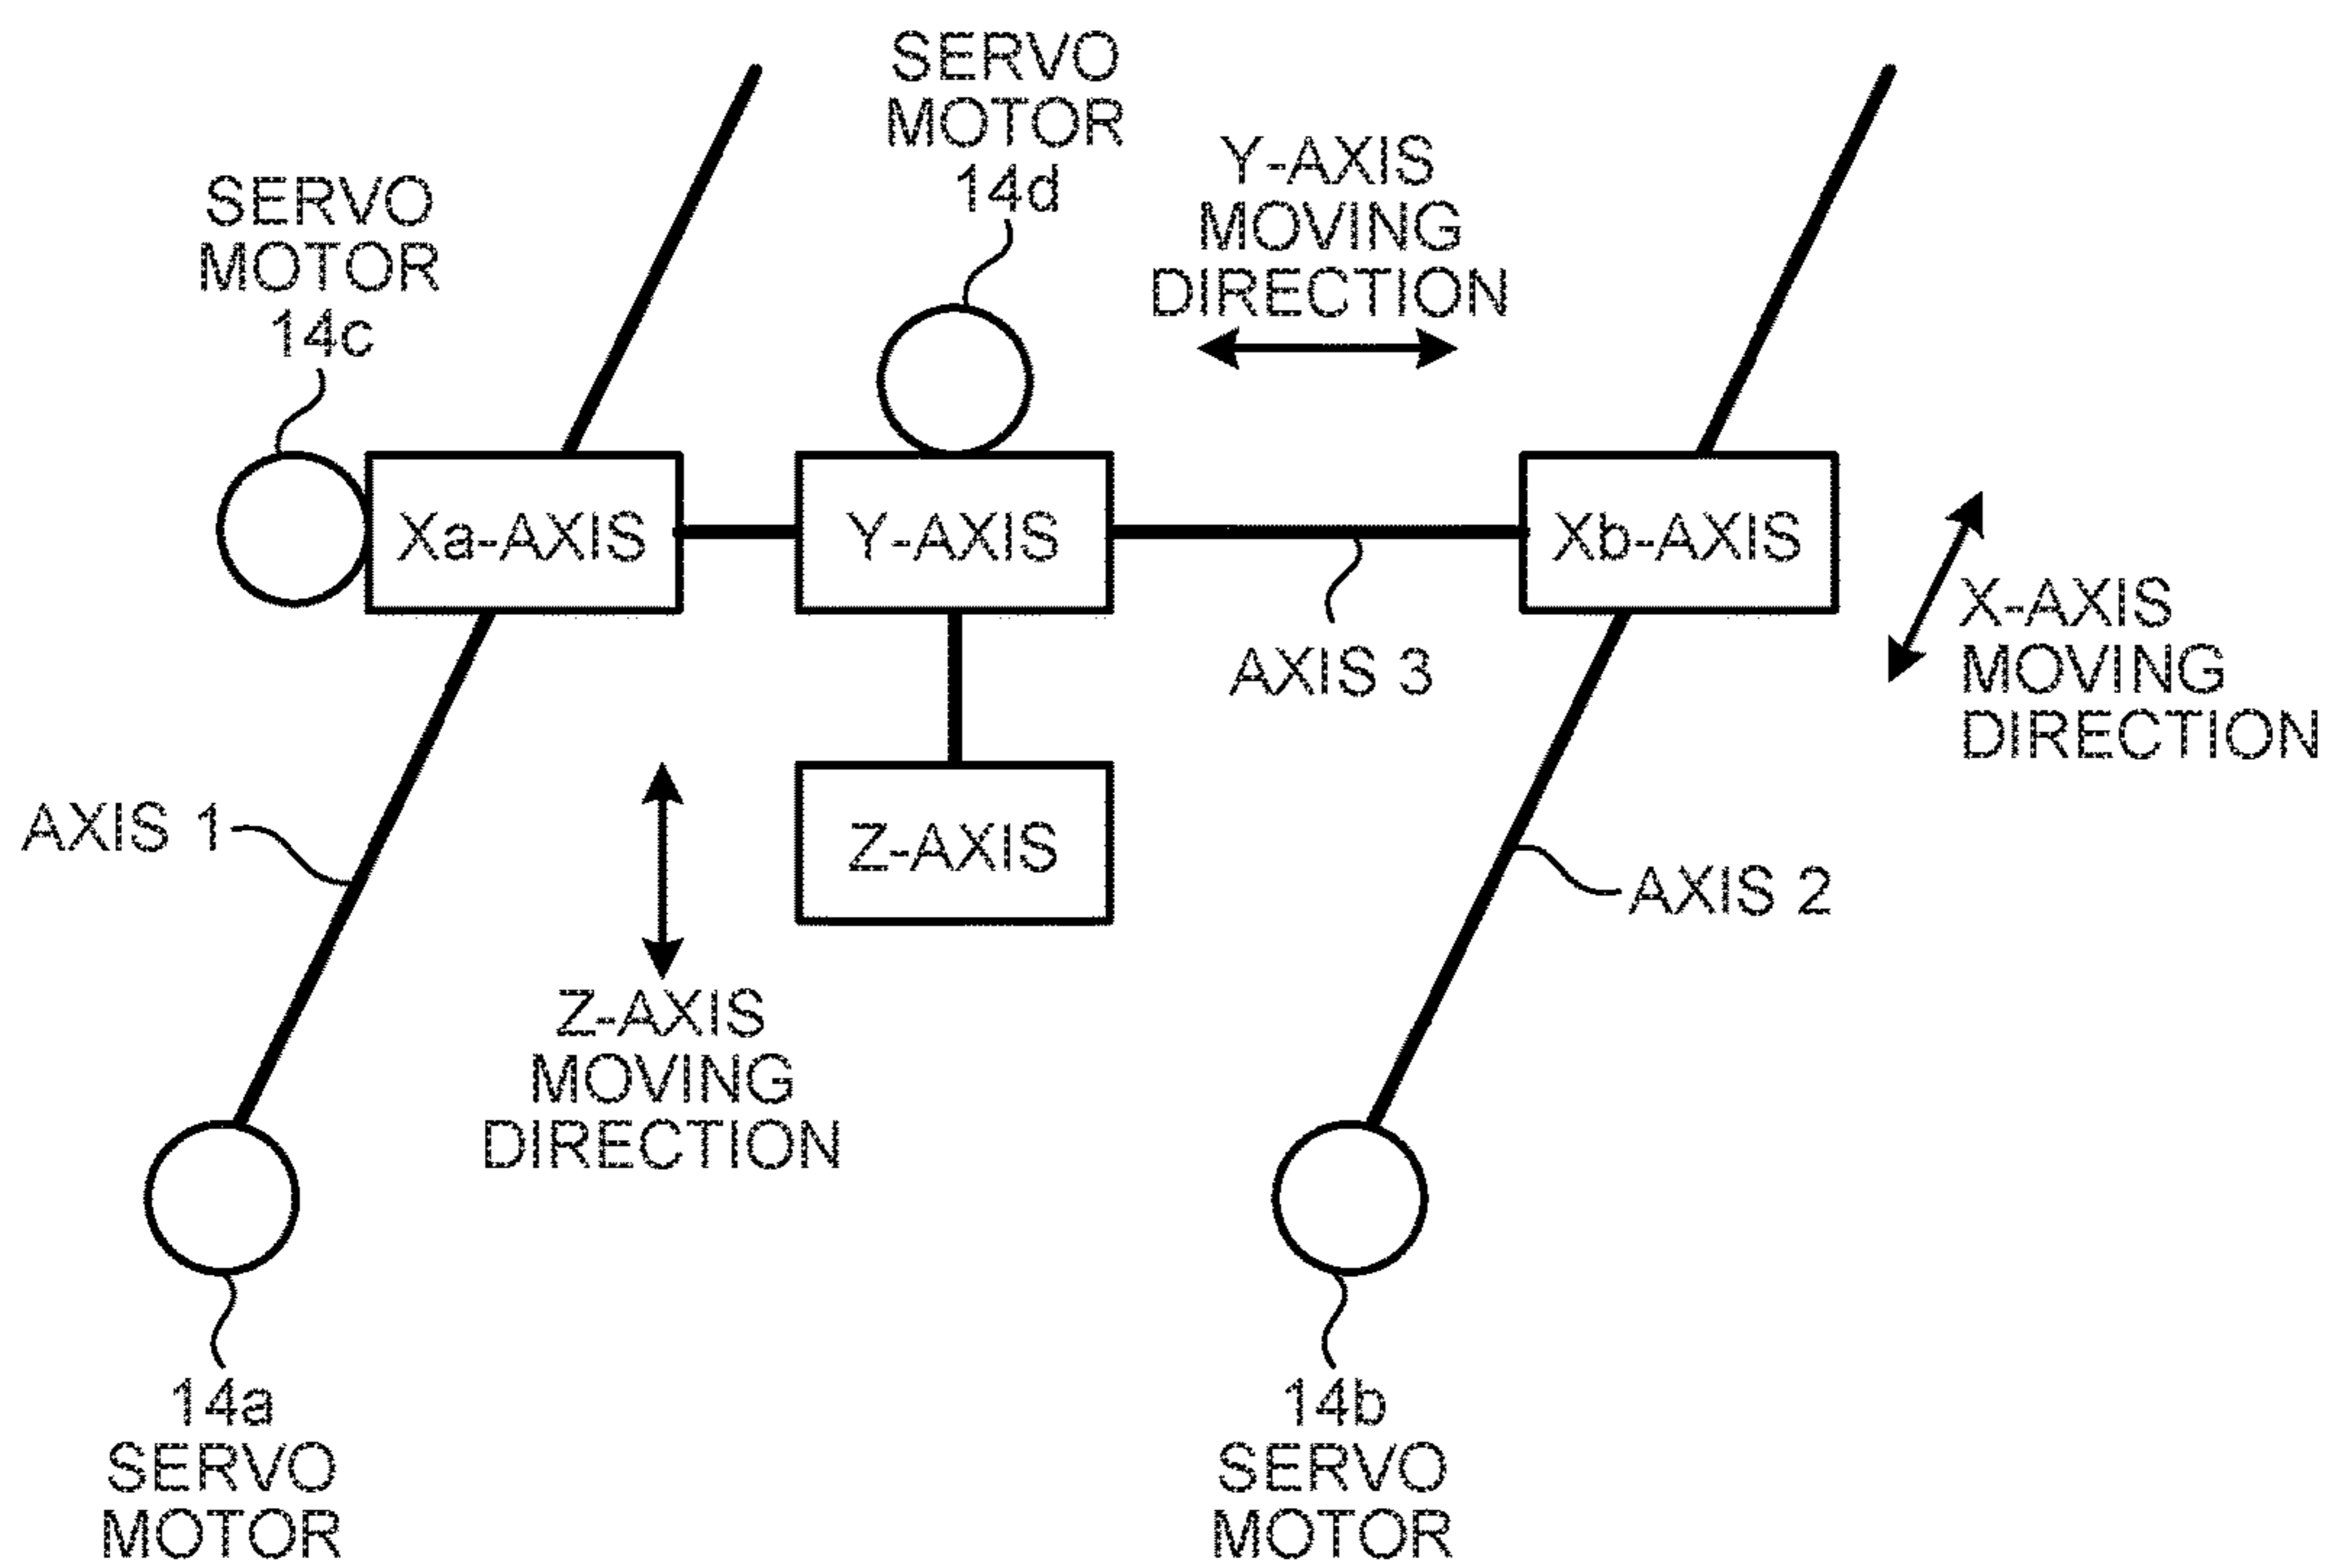 SERVO
MOTOR
14d
SERVO
MOTOR
14c
Y-AXIS
MOVING
DIRECTION
Xa-AXIS
Y-AXIS
Xb-AXIS
X-AXIS
MOVING
DIRECTION
AXIS 3
AXIS 1
Z-AXIS
AXIS 2
Z-AXIS
MOVING
DIRECTION
14a
SERVO
MOTOR
14b
SERVO
MOTOR